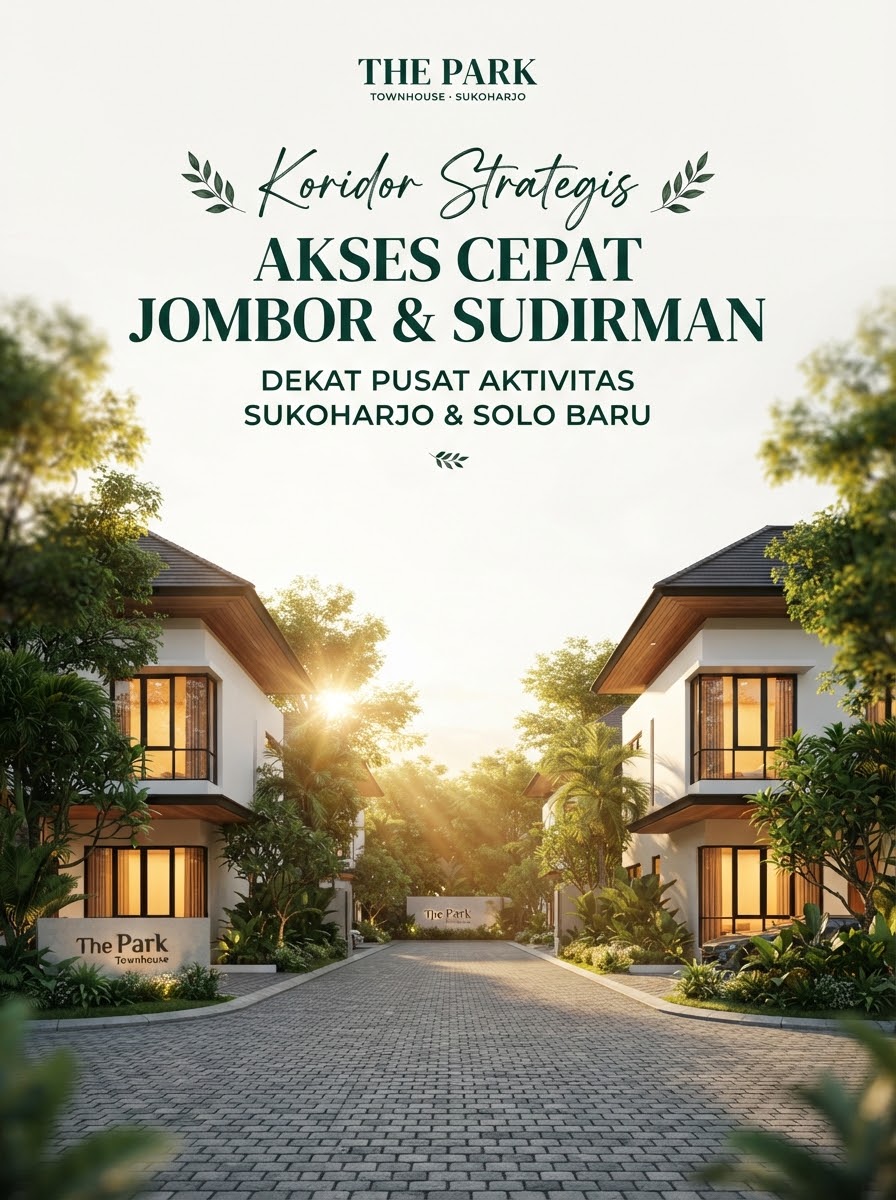 THE PARK
TOWNHOUSE · SUKOHARJO
Koridor Strategis
AKSES CEPAT
JOMBOR & SUDIRMAN
DEKAT PUSAT AKTIVITAS
SUKOHARJO & SOLO BARU
The Park
The Park
Townhouse